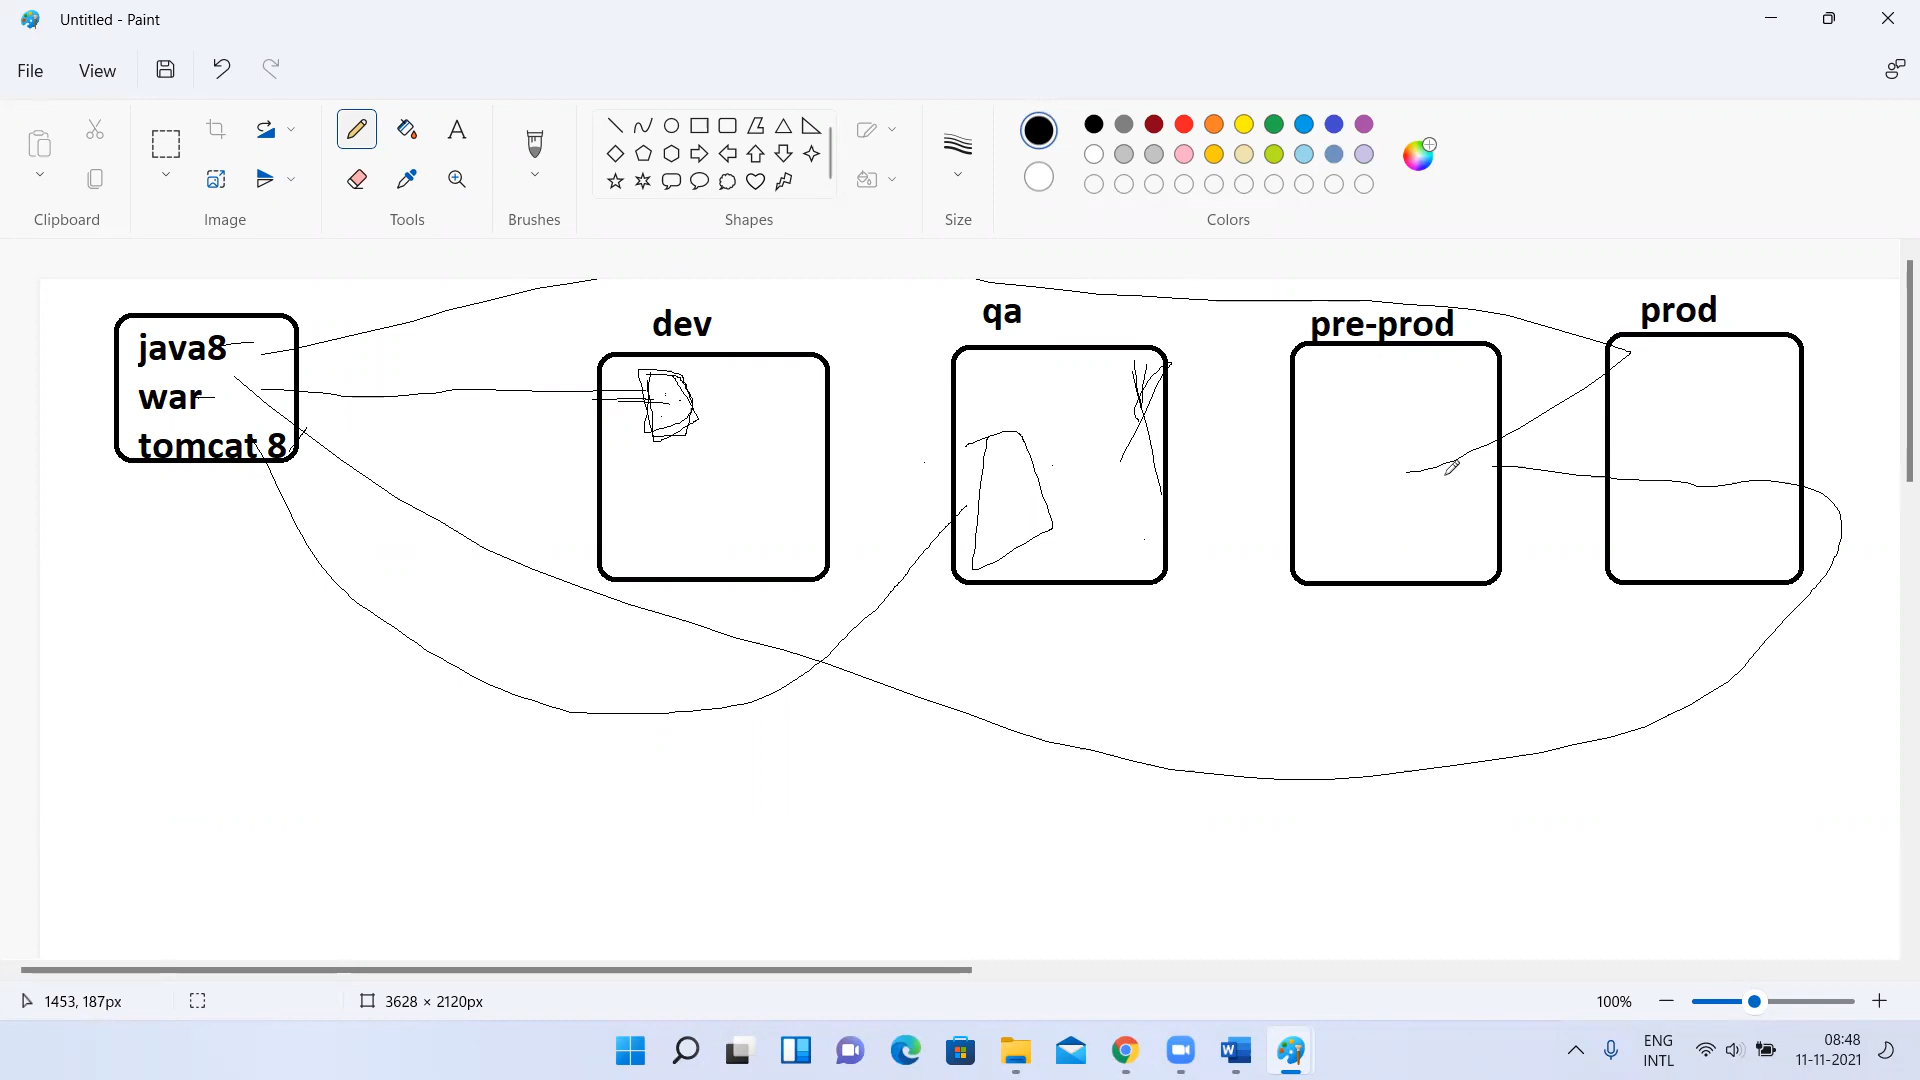 Untitled - Paint
File
View
Clipboard
Image
Tools
Brushes
Shapes
Size
Colors
java8
war
tomcat 8
dev
qa
pre-prod
prod
1453, 187px
3628 × 2120px
100%
ENG
INTL
08:48
11-11-2021